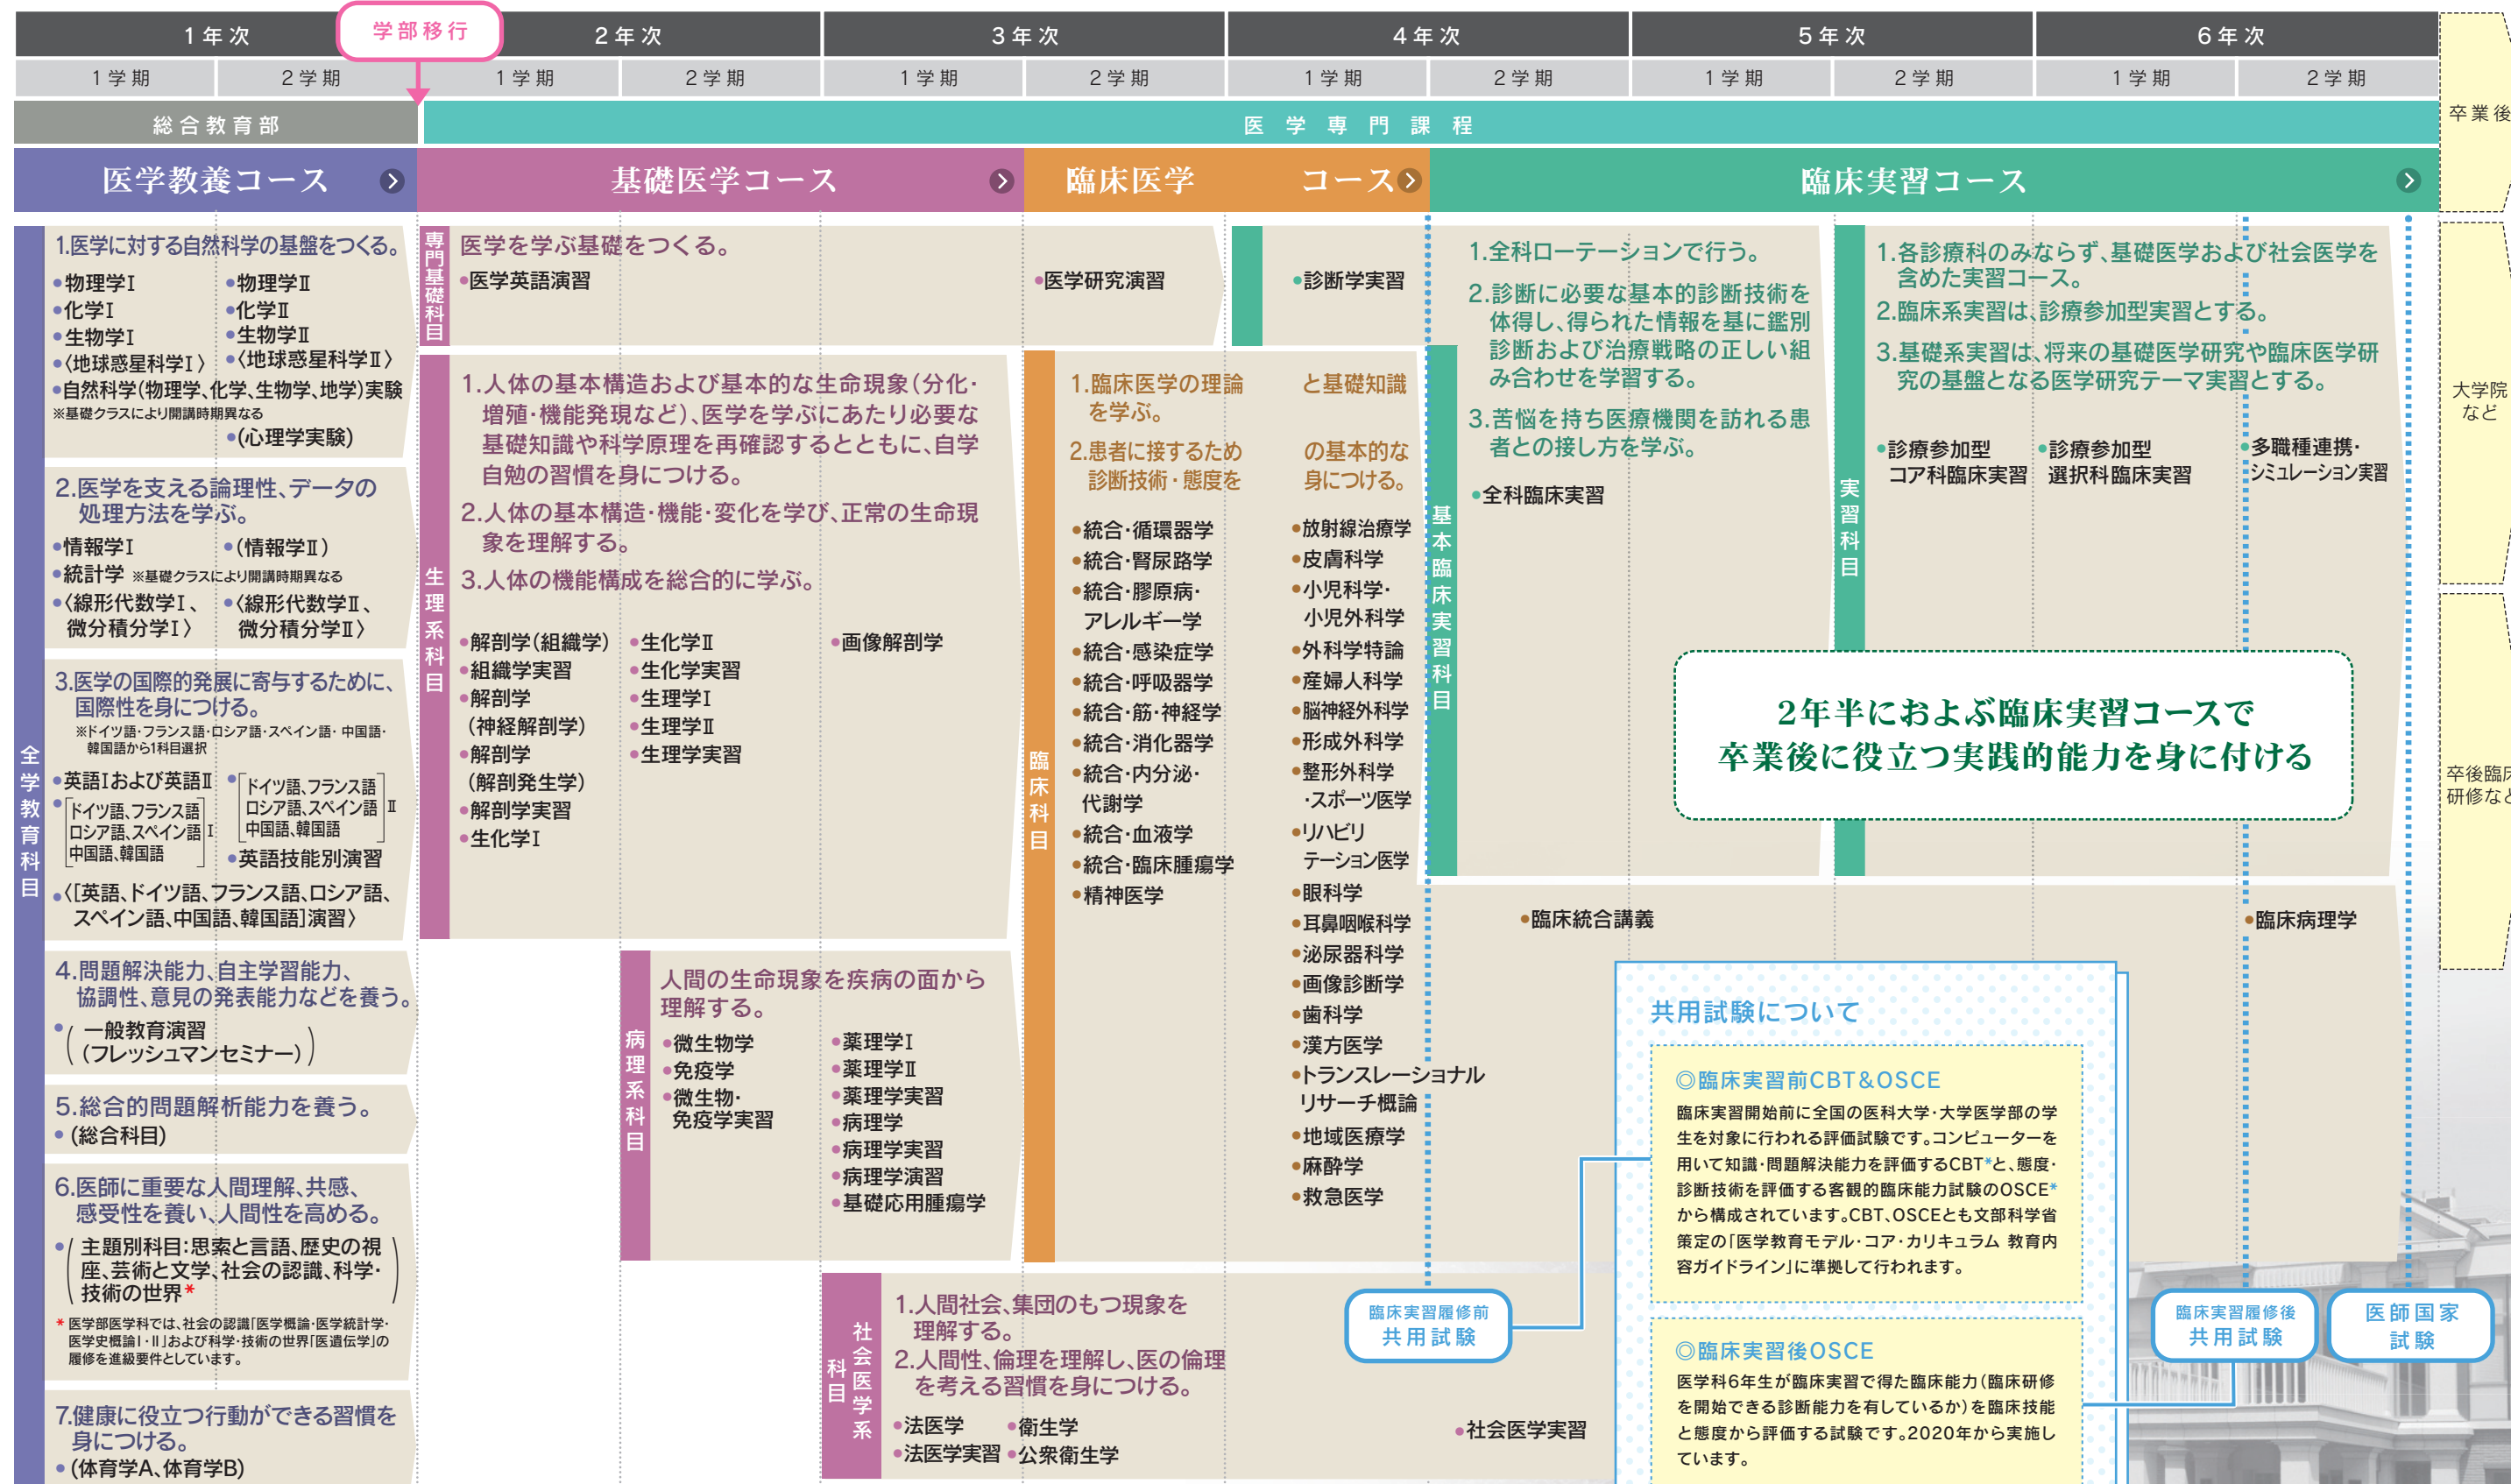 1年次
学部移行
2年次
3年次
4年次
5年次
6年次
1学期
2学期
1学期
2学期
1学期
2学期
1学期
2学期
1学期
2学期
1学期
2学期
卒業後
総合教育部
医学専門課程
医学教養コース
基礎医学コース
臨床医学 コース
臨床実習コース
全学教育科目
1.医学に対する自然科学の基盤をつくる。
•物理学Ⅰ
•化学Ⅰ
•生物学Ⅰ
•〈地球惑星科学Ⅰ〉
•物理学Ⅱ
•化学Ⅱ
•生物学Ⅱ
•〈地球惑星科学Ⅱ〉
•自然科学(物理学、化学、生物学、地学)実験
※基礎クラスにより開講時期異なる
•(心理学実験)
2.医学を支える論理性、データの
処理方法を学ぶ。
•情報学Ⅰ
•(情報学Ⅱ)
•統計学 ※基礎クラスにより開講時期異なる
•〈線形代数学Ⅰ、
微分積分学Ⅰ〉
•〈線形代数学Ⅱ、
微分積分学Ⅱ〉
3.医学の国際的発展に寄与するために、
国際性を身につける。
※ドイツ語・フランス語・ロシア語・スペイン語・中国語・
韓国語から1科目選択
•英語Ⅰおよび英語Ⅱ
•[ドイツ語、フランス語
ロシア語、スペイン語
中国語、韓国語]Ⅰ
•[ドイツ語、フランス語
ロシア語、スペイン語
中国語、韓国語]Ⅱ
•英語技能別演習
•〈[英語、ドイツ語、フランス語、ロシア語、
スペイン語、中国語、韓国語]演習〉
4.問題解決能力、自主学習能力、
協調性、意見の発表能力などを養う。
•(一般教育演習
(フレッシュマンセミナー))
5.総合的問題解析能力を養う。
•(総合科目)
6.医師に重要な人間理解、共感、
感受性を養い、人間性を高める。
•(主題別科目:思索と言語、歴史の視
座、芸術と文学、社会の認識、科学・
技術の世界*)
* 医学部医学科では、社会の認識「医学概論・医学統計学・
医学史概論Ⅰ・Ⅱ」および科学・技術の世界「医遺伝学」の
履修を進級要件としています。
7.健康に役立つ行動ができる習慣を
身につける。
•(体育学A、体育学B)
専門基礎科目
医学を学ぶ基礎をつくる。
•医学英語演習
•医学研究演習
生理系科目
1.人体の基本構造および基本的な生命現象(分化・
増殖・機能発現など)、医学を学ぶにあたり必要な
基礎知識や科学原理を再確認するとともに、自学
自勉の習慣を身につける。
2.人体の基本構造・機能・変化を学び、正常の生命現
象を理解する。
3.人体の機能構成を総合的に学ぶ。
•解剖学(組織学)
•組織学実習
•解剖学
(神経解剖学)
•解剖学
(解剖発生学)
•解剖学実習
•生化学Ⅰ
•生化学Ⅱ
•生化学実習
•生理学Ⅰ
•生理学Ⅱ
•生理学実習
•画像解剖学
病理系科目
人間の生命現象を疾病の面から
理解する。
•微生物学
•免疫学
•微生物・
免疫学実習
•薬理学Ⅰ
•薬理学Ⅱ
•薬理学実習
•病理学
•病理学実習
•病理学演習
•基礎応用腫瘍学
社会医学系科目
1.人間社会、集団のもつ現象を
理解する。
2.人間性、倫理を理解し、医の倫理
を考える習慣を身につける。
•法医学
•衛生学
•法医学実習
•公衆衛生学
•社会医学実習
臨床科目
1.臨床医学の理論 と基礎知識
を学ぶ。
2.患者に接するため の基本的な
診断技術・態度を 身につける。
•統合・循環器学
•統合・腎尿路学
•統合・膠原病・
アレルギー学
•統合・感染症学
•統合・呼吸器学
•統合・筋・神経学
•統合・消化器学
•統合・内分泌・
代謝学
•統合・血液学
•統合・臨床腫瘍学
•精神医学
•放射線治療学
•皮膚科学
•小児科学・
小児外科学
•外科学特論
•産婦人科学
•脳神経外科学
•形成外科学
•整形外科学
・スポーツ医学
•リハビリ
テーション医学
•眼科学
•耳鼻咽喉科学
•泌尿器科学
•画像診断学
•歯科学
•漢方医学
•トランスレーショナル
リサーチ概論
•地域医療学
•麻酔学
•救急医学
•臨床統合講義
•臨床病理学
•診断学実習
基本臨床実習科目
1.全科ローテーションで行う。
2.診断に必要な基本的診断技術を
体得し、得られた情報を基に鑑別
診断および治療戦略の正しい組
み合わせを学習する。
3.苦悩を持ち医療機関を訪れる患
者との接し方を学ぶ。
•全科臨床実習
実習科目
1.各診療科のみならず、基礎医学および社会医学を
含めた実習コース。
2.臨床系実習は、診療参加型実習とする。
3.基礎系実習は、将来の基礎医学研究や臨床医学研
究の基盤となる医学研究テーマ実習とする。
•診療参加型
コア科臨床実習
•診療参加型
選択科臨床実習
•多職種連携・
シミュレーション実習
2年半におよぶ臨床実習コースで
卒業後に役立つ実践的能力を身に付ける
共用試験について
◎臨床実習前CBT&OSCE
臨床実習開始前に全国の医科大学・大学医学部の学
生を対象に行われる評価試験です。コンピューターを
用いて知識・問題解決能力を評価するCBT*と、態度・
診断技術を評価する客観的臨床能力試験のOSCE*
から構成されています。CBT、OSCEとも文部科学省
策定の「医学教育モデル・コア・カリキュラム 教育内
容ガイドライン」に準拠して行われます。
◎臨床実習後OSCE
医学科6年生が臨床実習で得た臨床能力(臨床研修
を開始できる診断能力を有しているか)を臨床技能
と態度から評価する試験です。2020年から実施し
ています。
臨床実習履修前
共用試験
臨床実習履修後
共用試験
医師国家
試験
大学院
など
卒後臨床
研修など